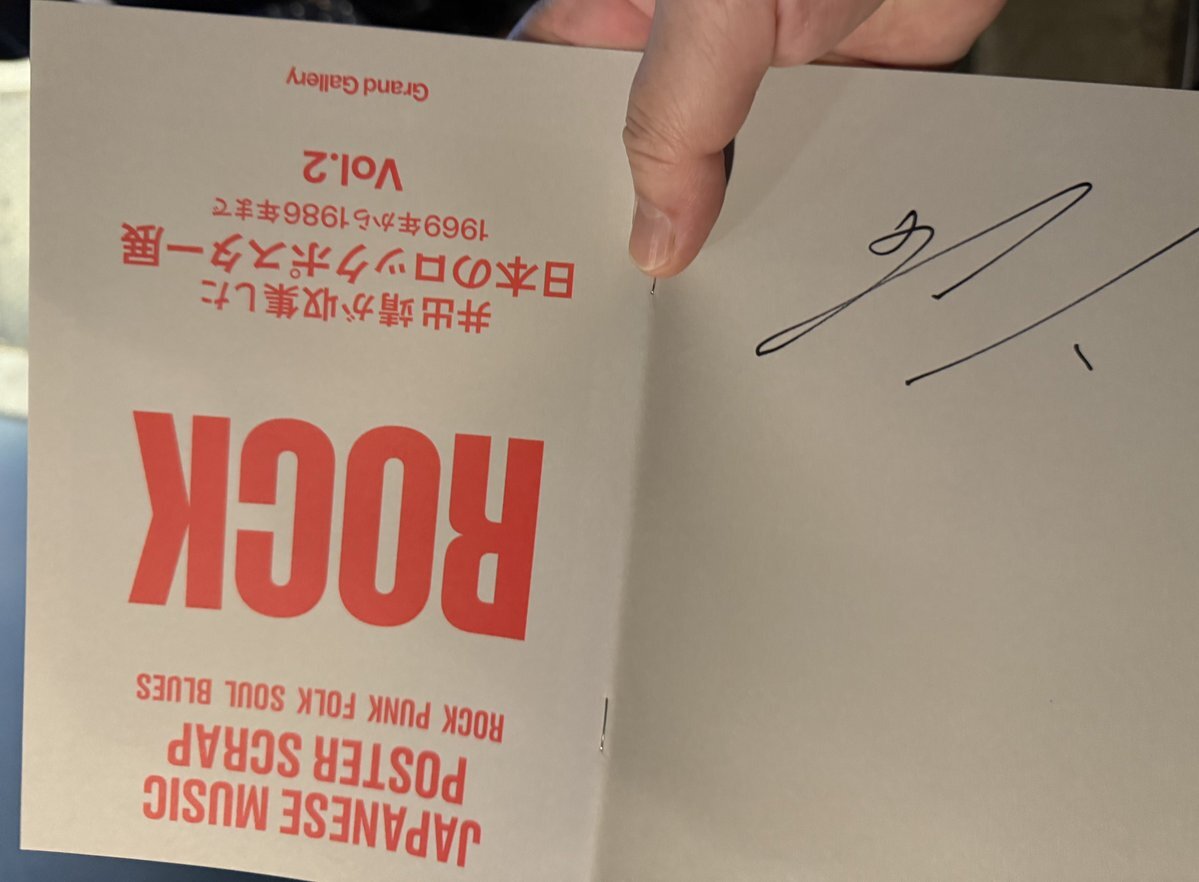 JAPANESE MUSIC
POSTER SCRAP
ROCK PUNK FOLK SOUL BLUES
ROCK
井出靖が収集した
日本のロックポスター展
1969年から1986年まで
Vol.2
Grand Gallery